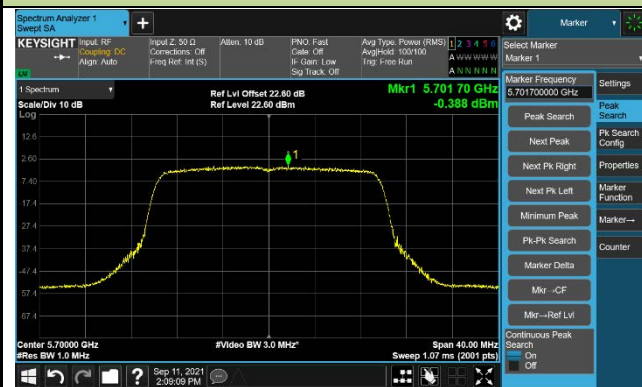 Spectrum Analyzer 1
Swept SA
+
Marker
KEYSIGHT
Input: RF
Coupling: DC
Align: Auto
Input Z: 50 Ω
Corrections: Off
Freq Ref: Int (S)
Atten: 10 dB
PNO: Fast
Gate: Off
IF Gain: Low
Sig Track: Off
Avg Type: Power (RMS)
Avg|Hold: 100/100
Trig: Free Run
1 2 3 4 5 6
A W W W W W
A N N N N N
LXI
Select Marker
Marker 1
1 Spectrum
Scale/Div 10 dB
Log
Ref Lvl Offset 22.60 dB
Ref Level 22.60 dBm
Mkr1 5.701 70 GHz
-0.388 dBm
12.6
2.60
-7.40
-17.4
-27.4
-37.4
-47.4
-57.4
-67.4
1
Center 5.70000 GHz
#Res BW 1.0 MHz
#Video BW 3.0 MHz*
Span 40.00 MHz
Sweep 1.07 ms (2001 pts)
Marker Frequency
5.701700000 GHz
Peak Search
Next Peak
Next Pk Right
Next Pk Left
Minimum Peak
Pk-Pk Search
Marker Delta
Mkr→CF
Mkr→Ref Lvl
Continuous Peak
Search
On
Off
Settings
Peak
Search
Pk Search
Config
Properties
Marker
Function
Marker→
Counter
?
Sep 11, 2021
2:09:09 PM